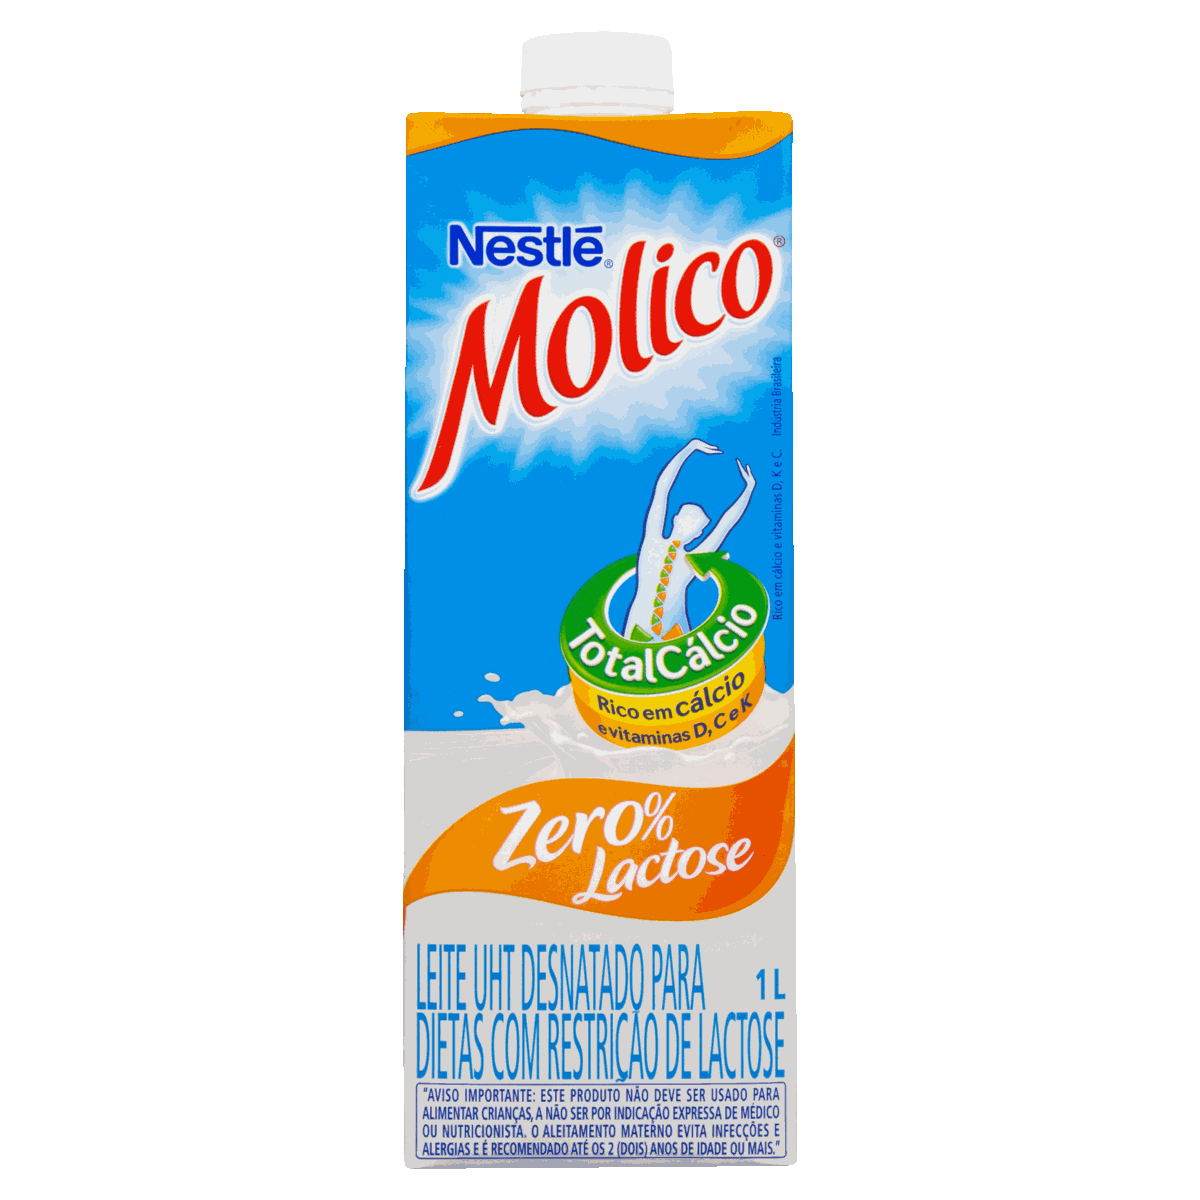 Nestlé®
Molico®
Rico em cálcio e vitaminas D, K e C. Indústria Brasileira
TotalCálcio
Rico em cálcio
e vitaminas D, C e K
Zero%
Lactose
LEITE UHT DESNATADO PARA
DIETAS COM RESTRIÇÃO DE LACTOSE
1 L
"AVISO IMPORTANTE: ESTE PRODUTO NÃO DEVE SER USADO PARA
ALIMENTAR CRIANÇAS, A NÃO SER POR INDICAÇÃO EXPRESSA DE MÉDICO
OU NUTRICIONISTA. O ALEITAMENTO MATERNO EVITA INFECÇÕES E
ALERGIAS E É RECOMENDADO ATÉ OS 2 (DOIS) ANOS DE IDADE OU MAIS."